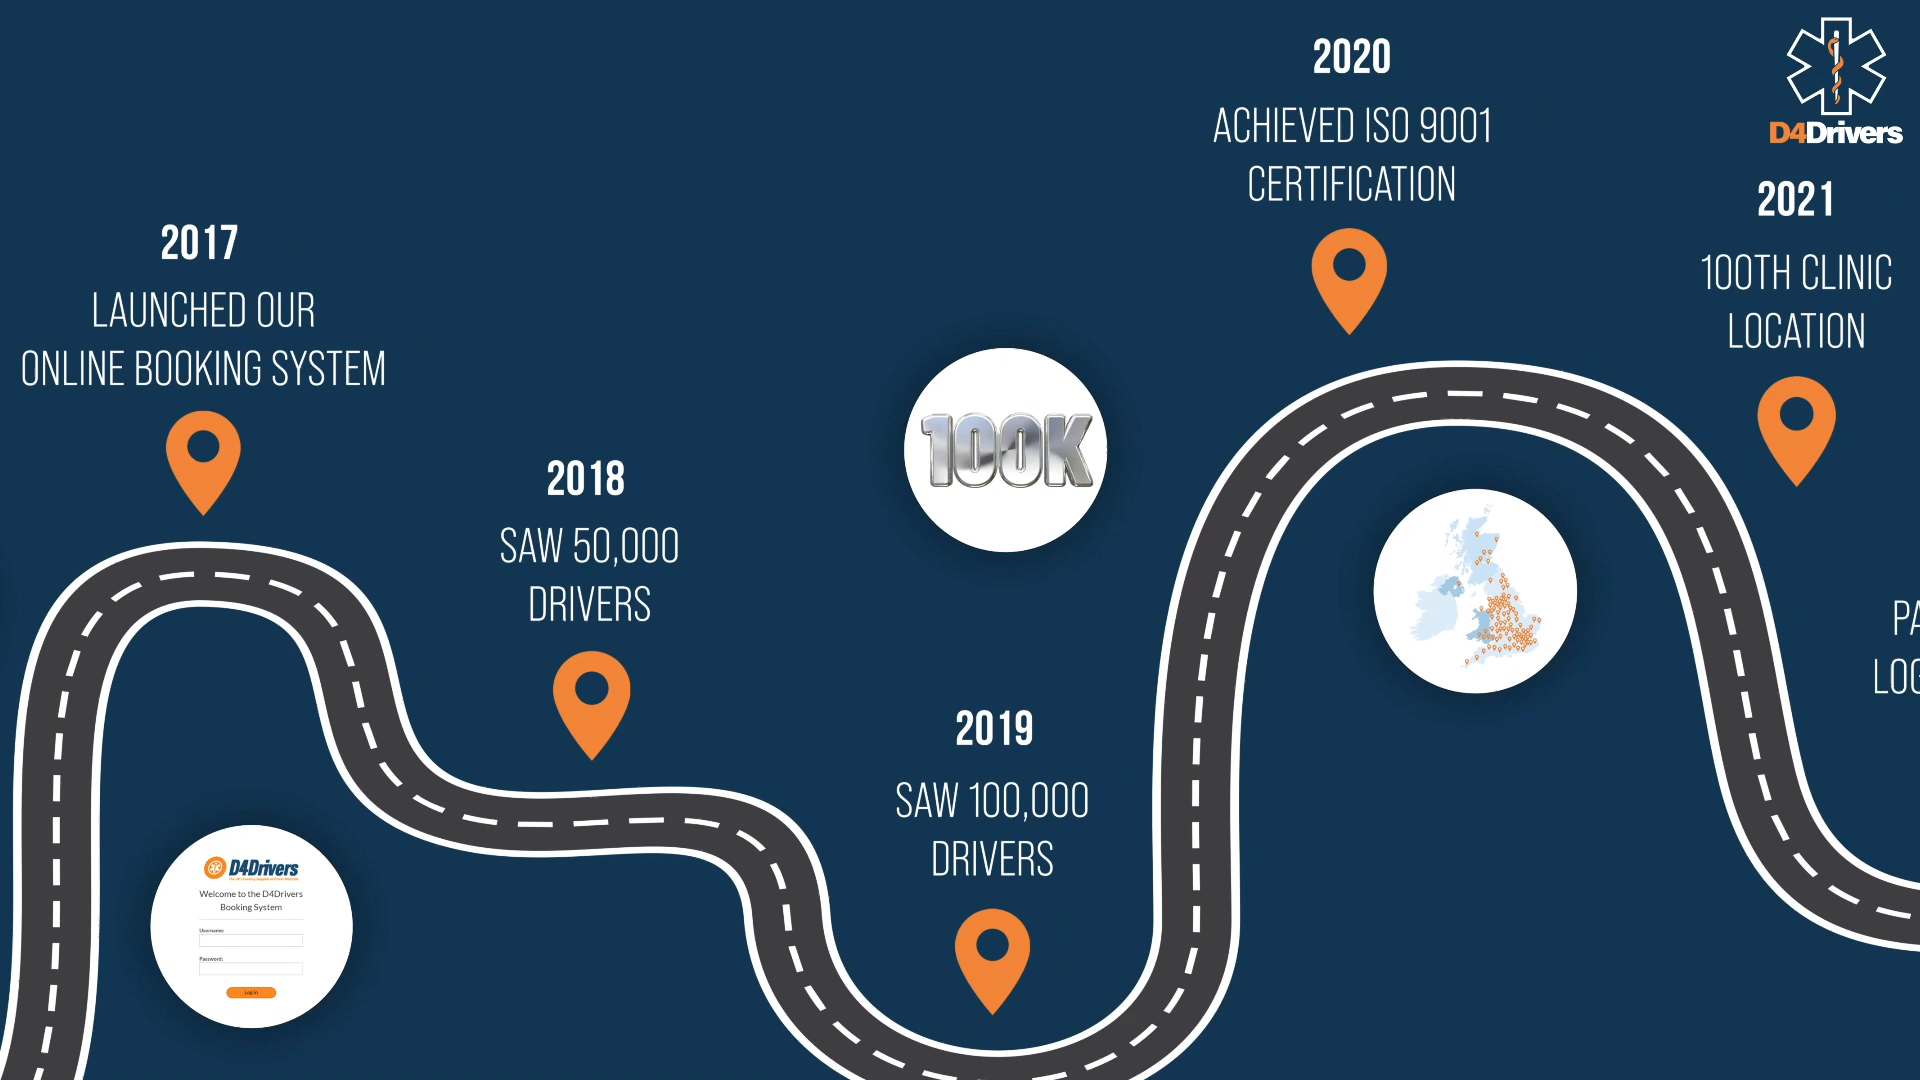 D4Drivers
2017
LAUNCHED OUR
ONLINE BOOKING SYSTEM
2018
SAW 50,000
DRIVERS
100K
2019
SAW 100,000
DRIVERS
2020
ACHIEVED ISO 9001
CERTIFICATION
2021
100TH CLINIC
LOCATION
PA
LOG
D4Drivers
Welcome to the D4Drivers
Booking System
Username:
Password:
Log in